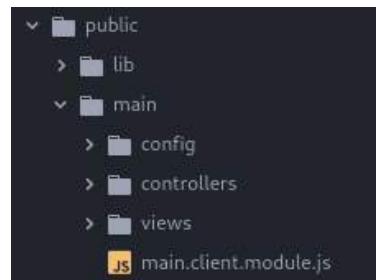 public
lib
main
config
controllers
views
JS main.client.module.js